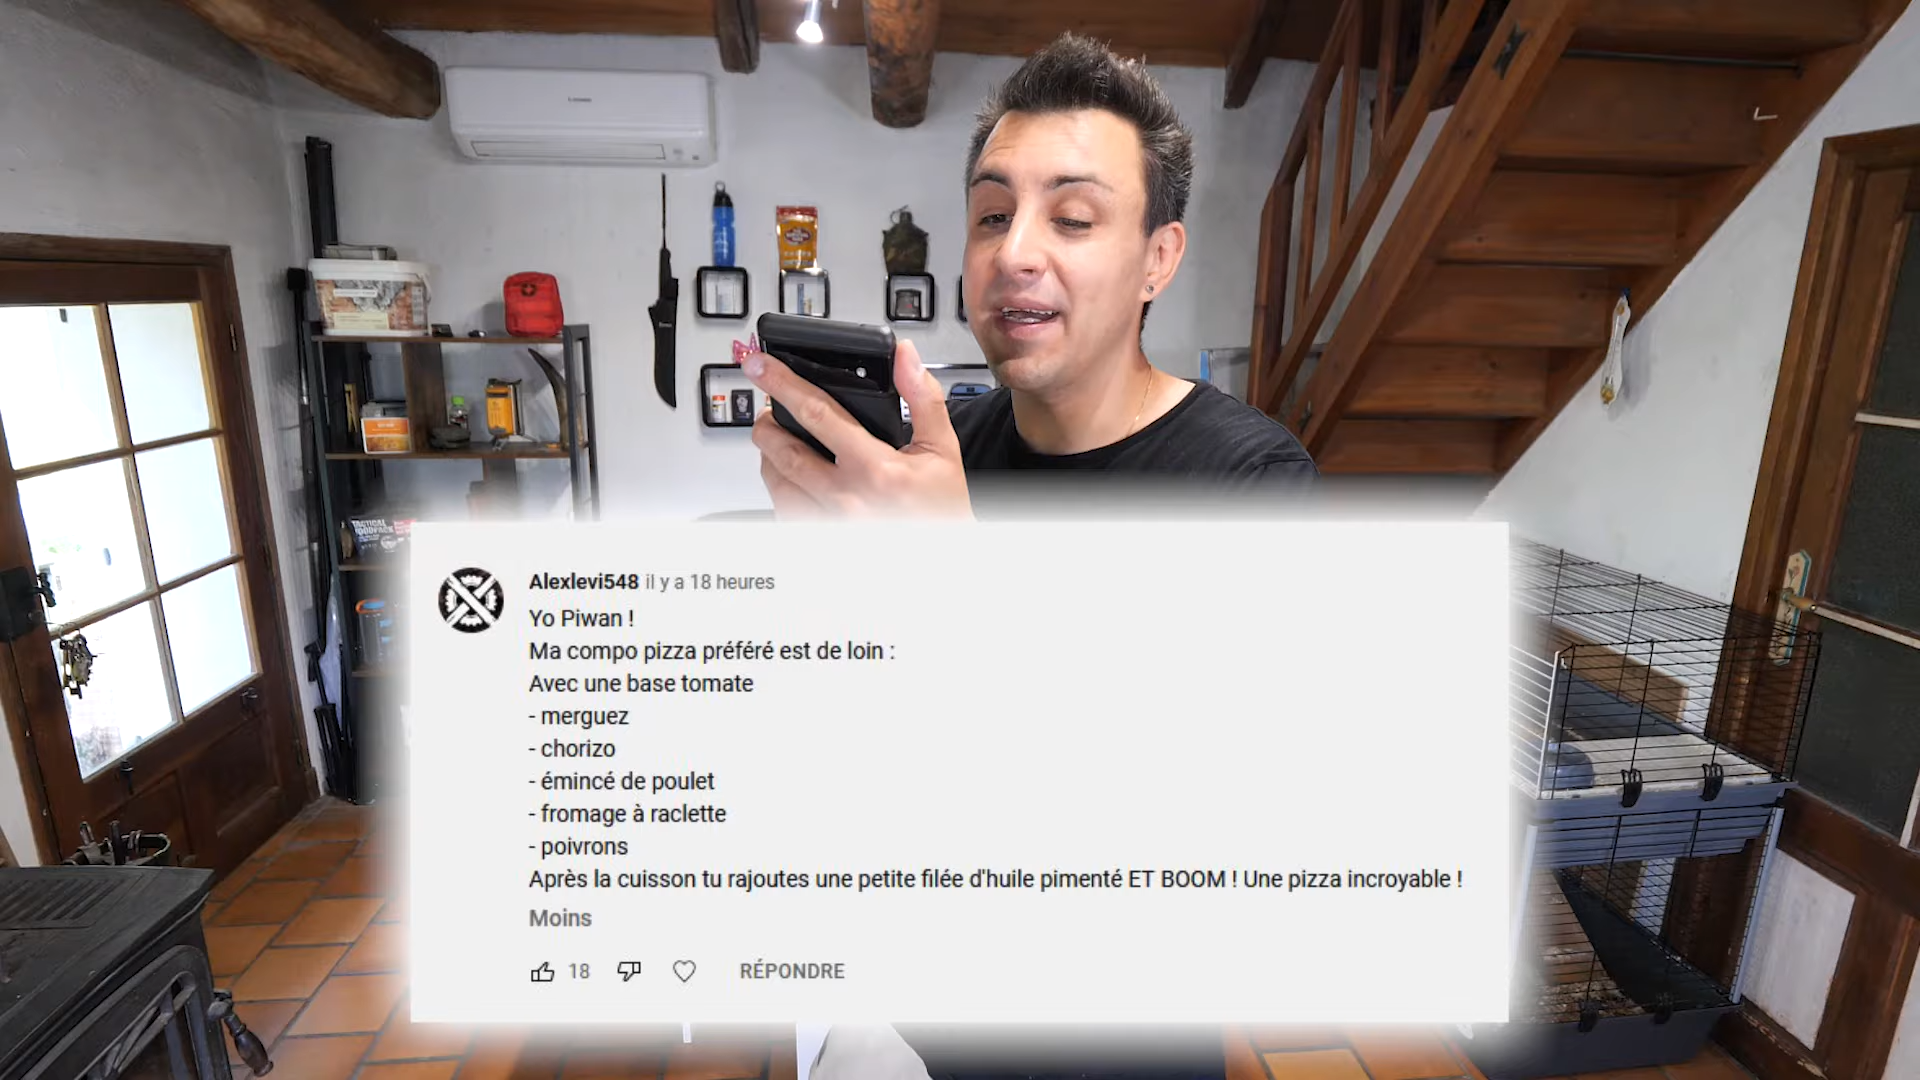 Alexlevi548 il y a 18 heures
Yo Piwan !
Ma compo pizza préféré est de loin :
Avec une base tomate
- merguez
- chorizo
- émincé de poulet
- fromage à raclette
- poivrons
Après la cuisson tu rajoutes une petite filée d'huile pimenté ET BOOM ! Une pizza incroyable !
Moins
18
RÉPONDRE
TACTICAL
FOODPACK